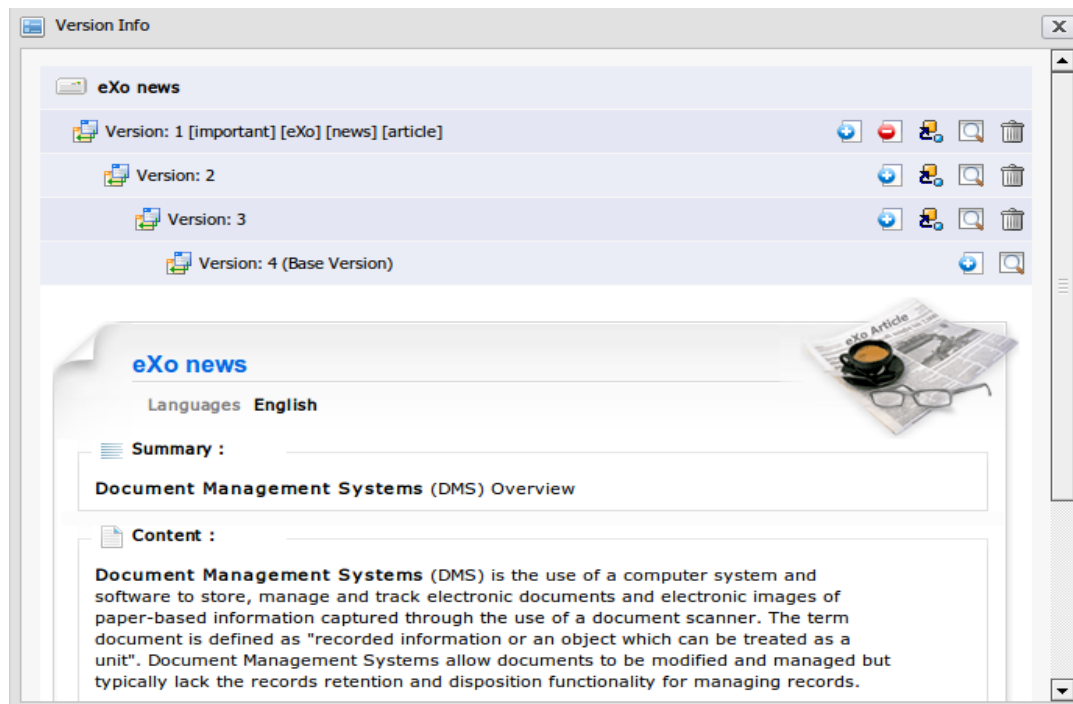 Version Info
eXo news
Version: 1 [important] [eXo] [news] [article]
Version: 2
Version: 3
Version: 4 (Base Version)
eXo Article
eXo news
Languages English
Summary :
Document Management Systems (DMS) Overview
Content :
Document Management Systems (DMS) is the use of a computer system and
software to store, manage and track electronic documents and electronic images of
paper-based information captured through the use of a document scanner. The term
document is defined as "recorded information or an object which can be treated as a
unit". Document Management Systems allow documents to be modified and managed but
typically lack the records retention and disposition functionality for managing records.